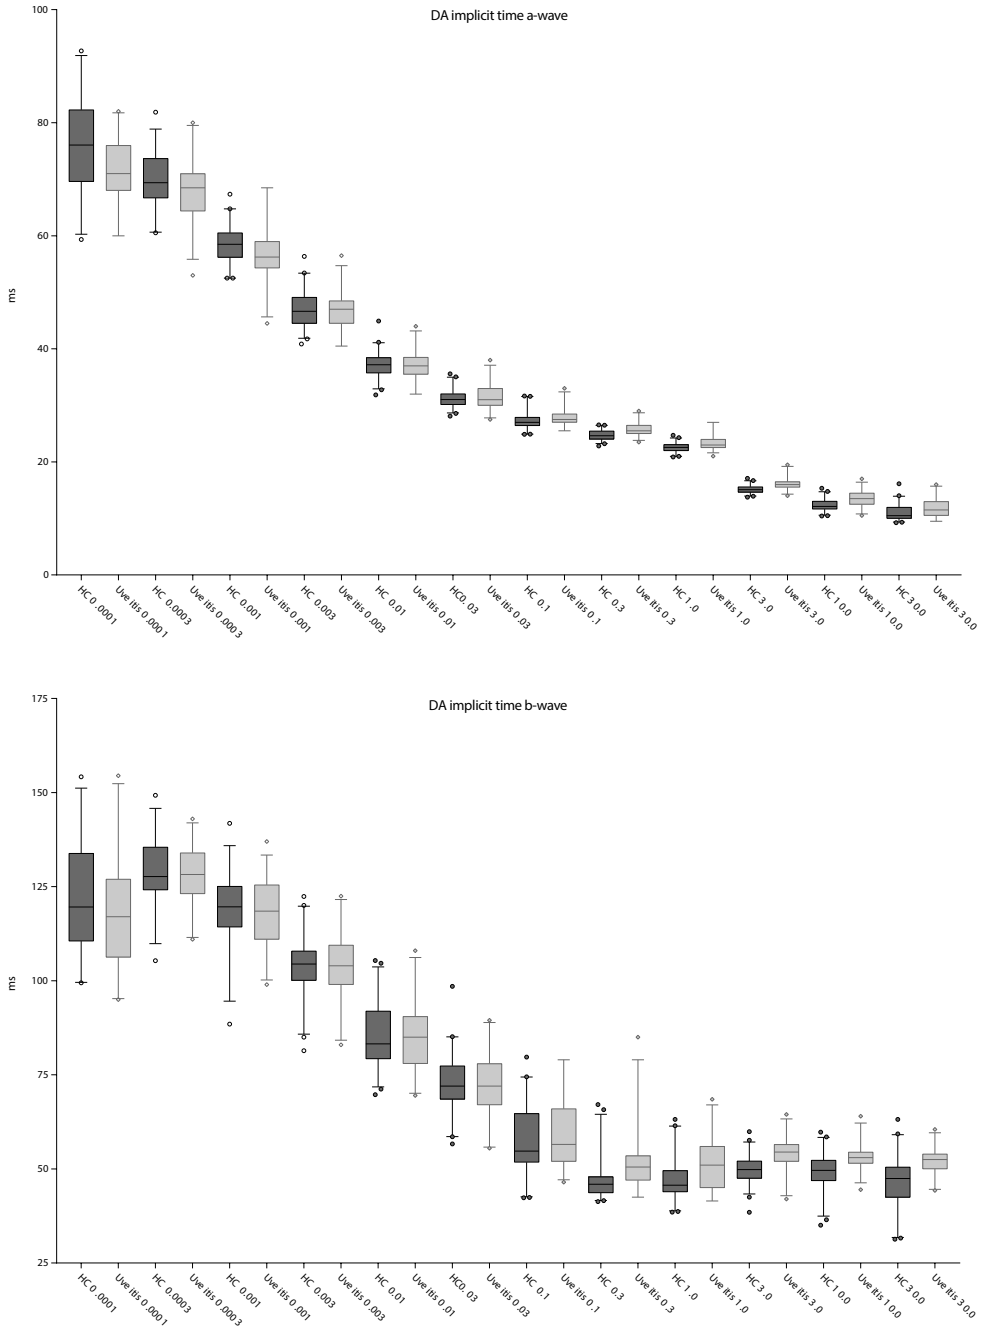 DA implicit time a-wave
100
80
60
40
20
0
ms
HC 0 .0001
Uve itis 0 .0001
HC 0.0003
Uve itis 0.0003
HC 0.001
Uve itis 0.001
HC 0.003
Uve itis 0.003
HC 0.01
Uve itis 0.01
HC0. 03
Uve itis 0.03
HC 0.1
Uve itis 0 .1
HC 0.3
Uve itis 0.3
HC 1.0
Uve itis 1.0
HC 3 .0
Uve itis 3 .0
HC 1 0.0
Uve itis 1 0.0
HC 3 0.0
Uve itis 3 0.0
DA implicit time b-wave
175
150
125
100
75
50
25
ms
HC 0 .0001
Uve itis 0 .0001
HC 0.0003
Uve itis 0.0003
HC 0.001
Uve itis 0.001
HC 0.003
Uve itis 0.003
HC 0.01
Uve itis 0.01
HC0. 03
Uve itis 0.03
HC 0.1
Uve itis 0.1
HC 0.3
Uve itis 0.3
HC 1.0
Uve itis 1.0
HC 3 .0
Uve itis 3 .0
HC 1 0.0
Uve itis 1 0.0
HC 3 0.0
Uve itis 3 0.0